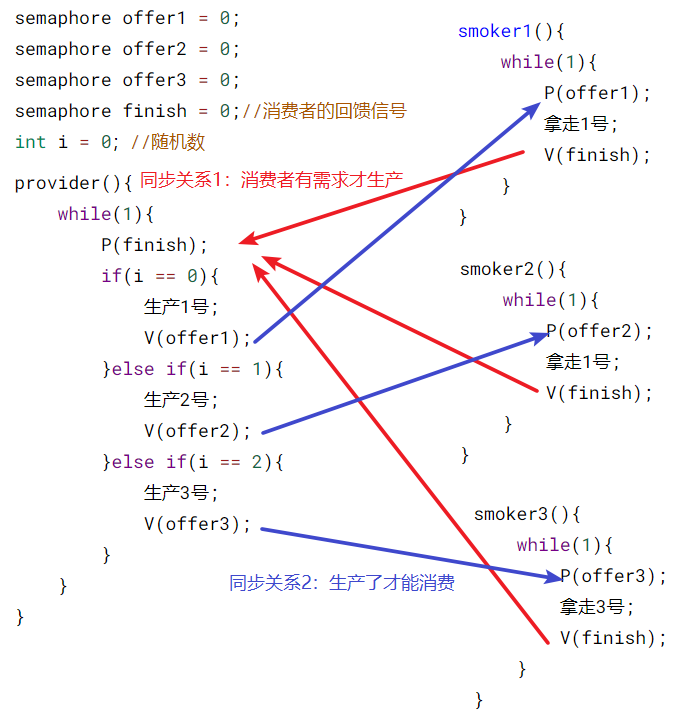 semaphore offer1 = 0;
semaphore offer2 = 0;
semaphore offer3 = 0;
semaphore finish = 0;//消费者的回馈信号
int i = 0; //随机数
provider(){
同步关系1：消费者有需求才生产
while(1){
P(finish);
if(i == 0){
生产1号;
V(offer1);
}else if(i == 1){
生产2号;
V(offer2);
}else if(i == 2){
生产3号;
V(offer3);
}
}
}
同步关系2：生产了才能消费
smoker1(){
while(1){
P(offer1);
拿走1号;
V(finish);
}
}
smoker2(){
while(1){
P(offer2);
拿走1号;
V(finish);
}
}
smoker3(){
while(1){
P(offer3);
拿走3号;
V(finish);
}
}